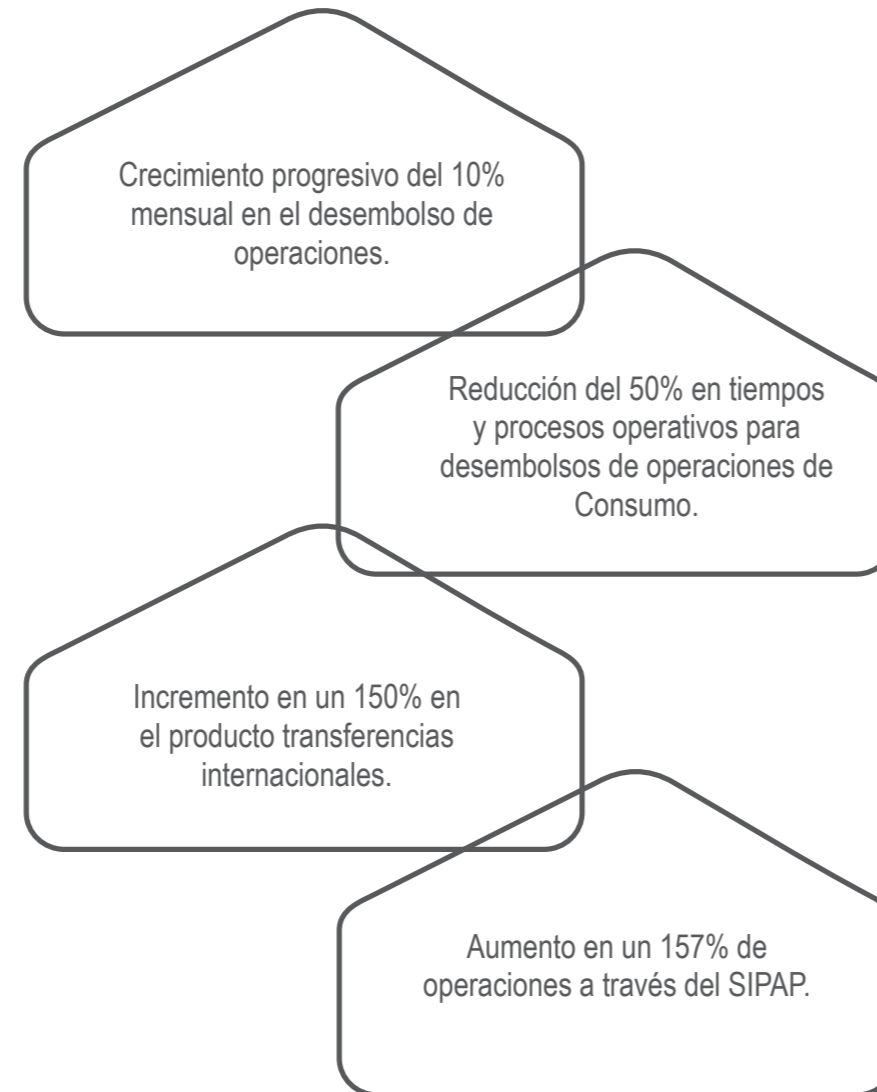 Crecimiento progresivo del 10%
mensual en el desembolso de
operaciones.
Reducción del 50% en tiempos
y procesos operativos para
desembolsos de operaciones de
Consumo.
Incremento en un 150% en
el producto transferencias
internacionales.
Aumento en un 157% de
operaciones a través del SIPAP.